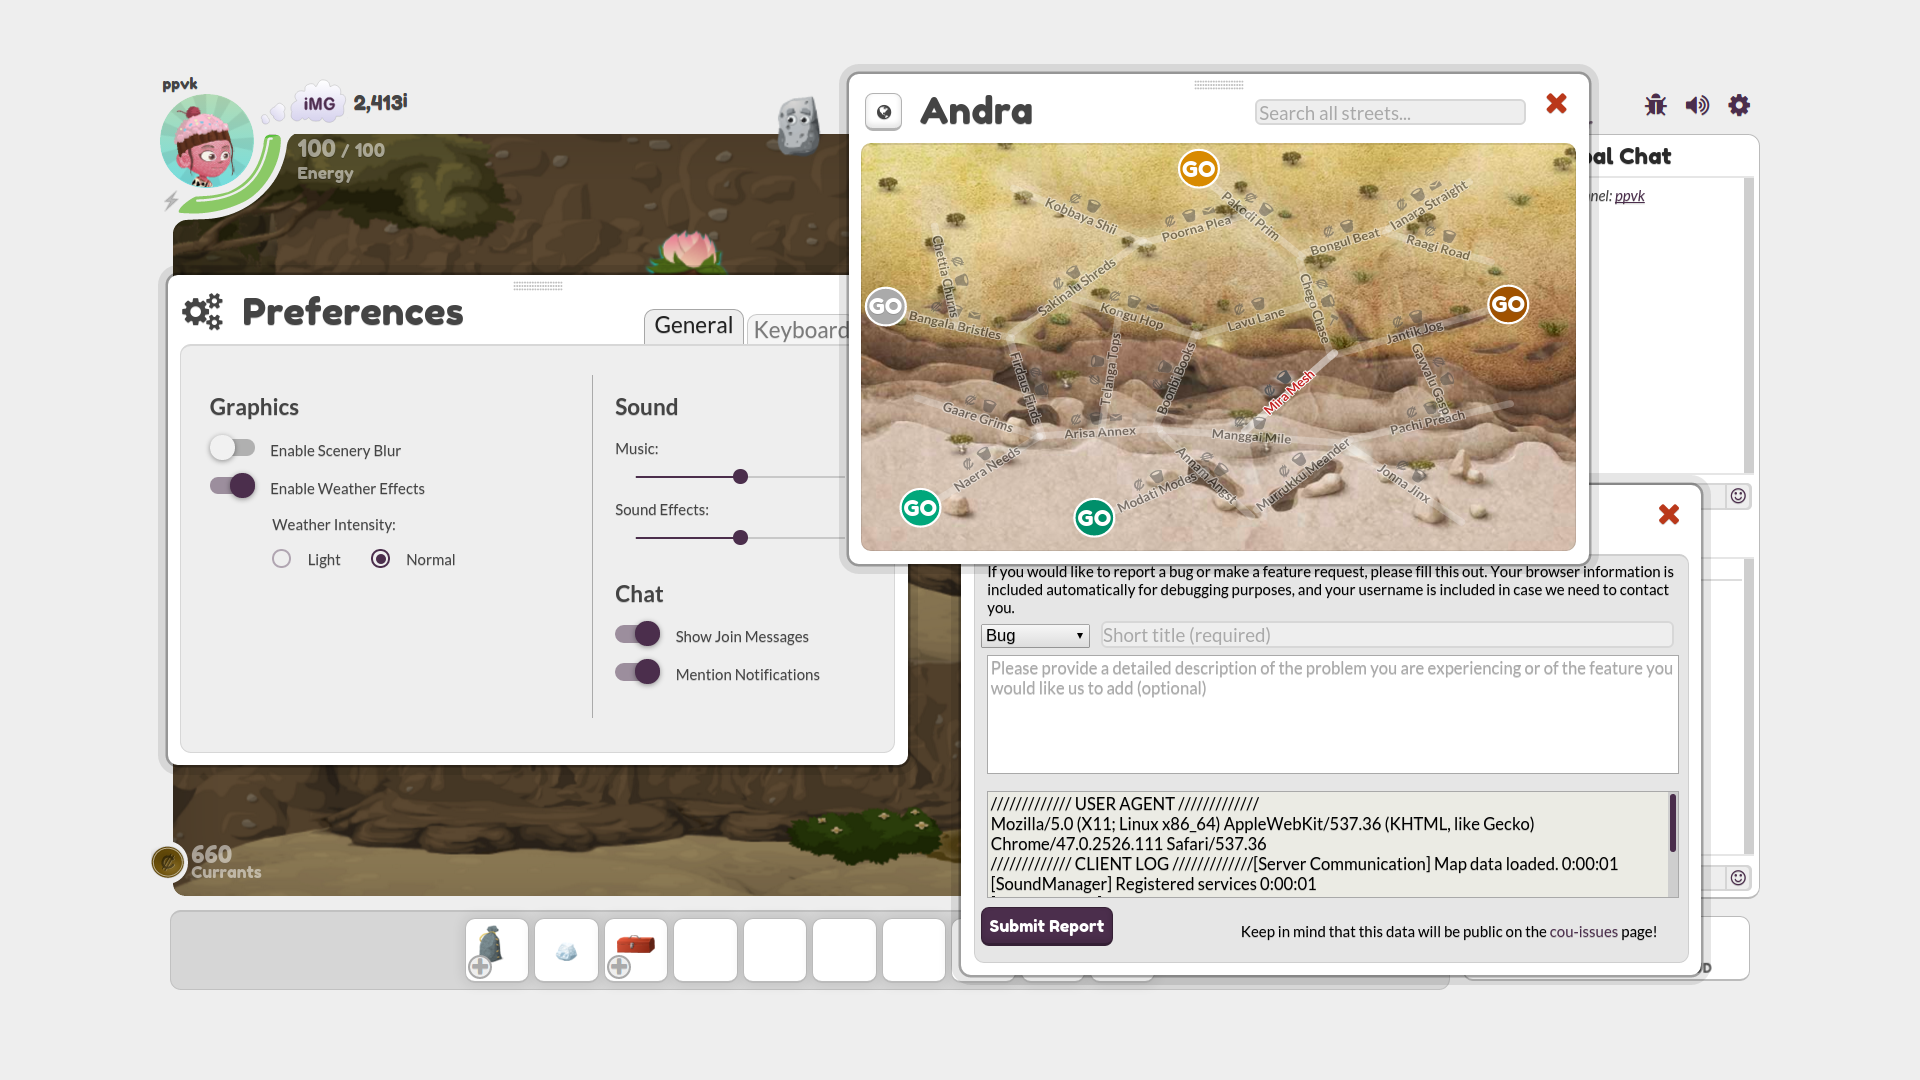 ppvk
iMG 2,413i
100 / 100
Energy
Andra
Search all streets...
GO
Kobbaya Shii
Poorna Plea
Pakodi Prim
Ianara Straight
Bongul Beat
Raagi Road
Chettia Churns
Sakinalu Shreds
Chego Chase
GO
GO
Bangala Bristles
Kongu Hop
Lavu Lane
Jantik Jog
Firdaus Finds
Telanga Tops
Boonbi Books
Mira Mesh
Gavvalu Gasp
Gaare Grims
Arisa Annex
Manggai Mile
Pachi Preach
Naera Needs
Modati Modes
Annam Angst
Murrukku Meander
Jonna Jinx
GO
GO
al Chat
nel: ppvk
Preferences
General
Keyboard
Graphics
Enable Scenery Blur
Enable Weather Effects
Weather Intensity:
Light
Normal
Sound
Music:
Sound Effects:
Chat
Show Join Messages
Mention Notifications
If you would like to report a bug or make a feature request, please fill this out. Your browser information is
included automatically for debugging purposes, and your username is included in case we need to contact
you.
Bug
Short title (required)
Please provide a detailed description of the problem you are experiencing or of the feature you
would like us to add (optional)
///////////// USER AGENT /////////////
Mozilla/5.0 (X11; Linux x86_64) AppleWebKit/537.36 (KHTML, like Gecko)
Chrome/47.0.2526.111 Safari/537.36
///////////// CLIENT LOG /////////////[Server Communication] Map data loaded. 0:00:01
[SoundManager] Registered services 0:00:01
Submit Report
Keep in mind that this data will be public on the cou-issues page!
660
Currants